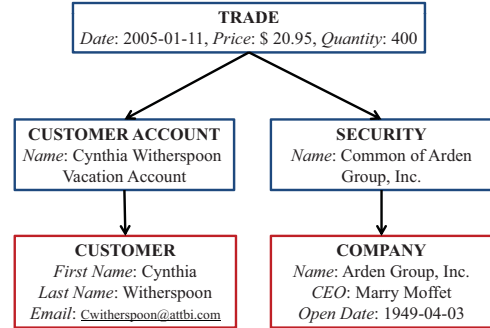 TRADE
Date: 2005-01-11, Price: $ 20.95, Quantity: 400
CUSTOMER ACCOUNT
Name: Cynthia Witherspoon
Vacation Account
SECURITY
Name: Common of Arden
Group, Inc.
CUSTOMER
First Name: Cynthia
Last Name: Witherspoon
Email: Cwitherspoon@attbi.com
COMPANY
Name: Arden Group, Inc.
CEO: Marry Moffet
Open Date: 1949-04-03